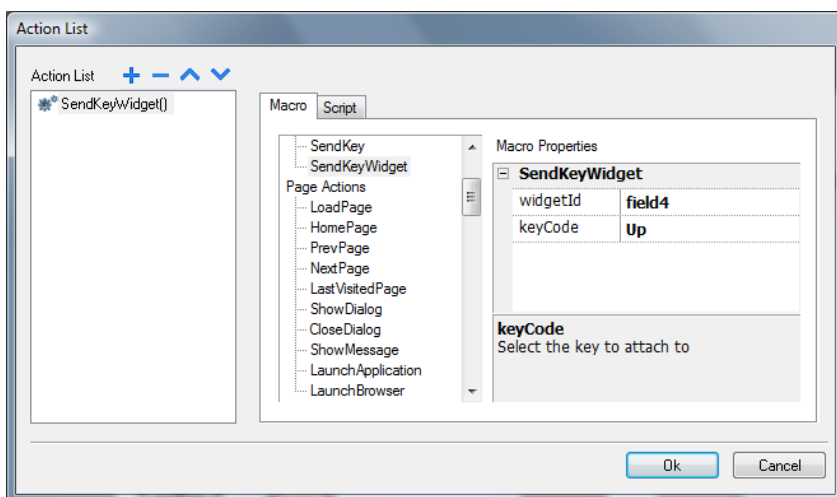 Action List
Action List
SendKeyWidget()
Macro
Script
SendKey
SendKeyWidget
Page Actions
LoadPage
HomePage
PrevPage
NextPage
LastVisitedPage
ShowDialog
CloseDialog
ShowMessage
LaunchApplication
LaunchBrowser
Macro Properties
SendKeyWidget
widgetId field4
keyCode Up
keyCode
Select the key to attach to
Ok
Cancel